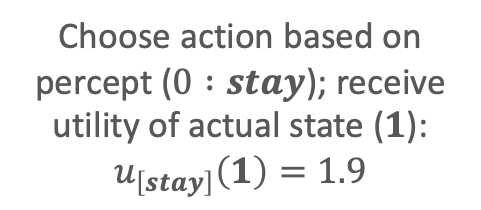 Choose action based on
percept (0 : stay); receive
utility of actual state (1):
u[stay](1) = 1.9